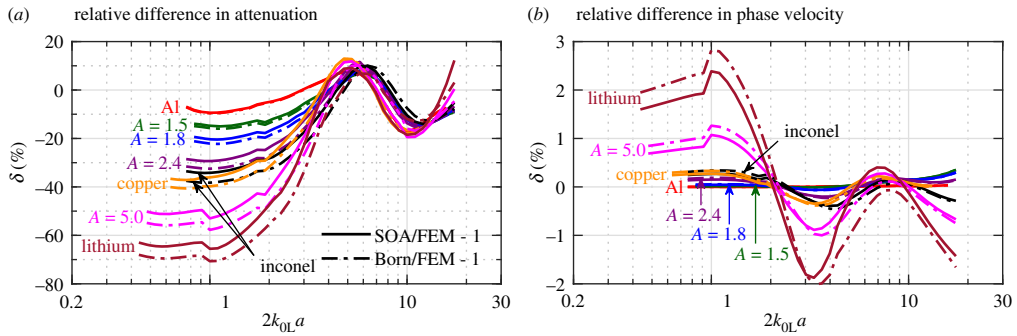 (a) relative difference in attenuation
20
0
−20
−40
−60
−80
δ (%)
Al
A = 1.5
A = 1.8
A = 2.4
copper
A = 5.0
lithium
inconel
SOA/FEM - 1
Born/FEM - 1
0.2
1
10
30
2k0La
(b) relative difference in phase velocity
3
2
1
0
−1
−2
δ (%)
lithium
A = 5.0
copper
Al
inconel
A = 2.4
A = 1.8
A = 1.5
0.2
1
10
30
2k0La